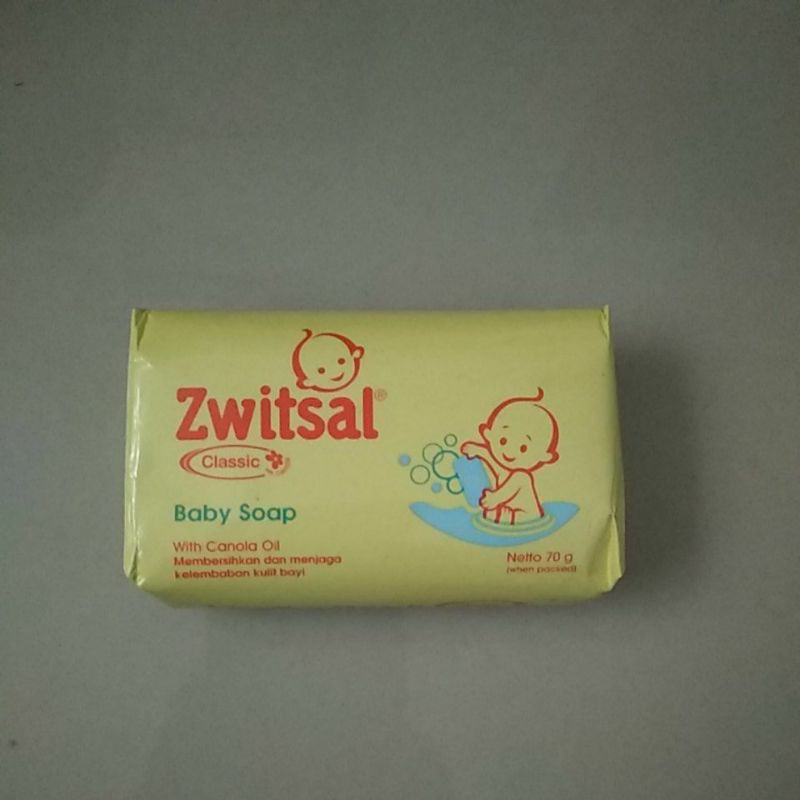 Zwitsal®
Classic
Baby Soap
With Canola Oil
Membersihkan dan menjaga
kelembaban kulit bayi
Netto 70 g
(when packed)